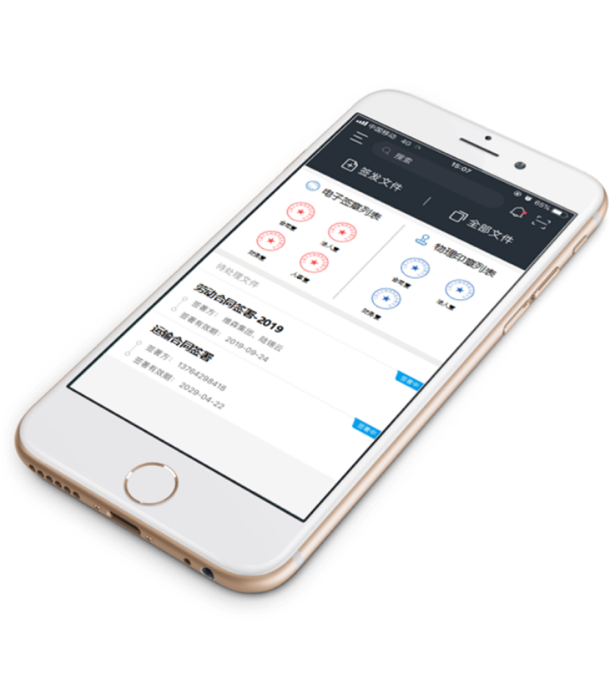 中国移动 4G 15:07 65%
搜索
签发文件 全部文件
电子签章列表 物理印章列表
合同章 法人章 合同章 法人章
财务章 人事章 财务章
待处理文件
劳动合同签署-2019
签署方: 维森集团、陆锡云
签署有效期: 2019-09-24
签署中
运输合同签署
签署方: 13764298418
签署有效期: 2029-04-22
签署中